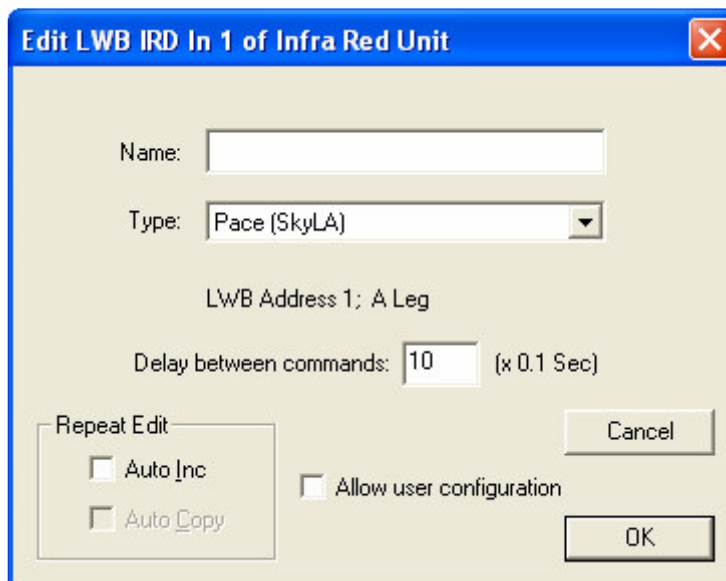 Edit LWB IRD In 1 of Infra Red Unit
Name:
Type: Pace (SkyLA)
LWB Address 1; A Leg
Delay between commands: 10 (x 0.1 Sec)
Repeat Edit
Cancel
Auto Inc
Allow user configuration
Auto Copy
OK